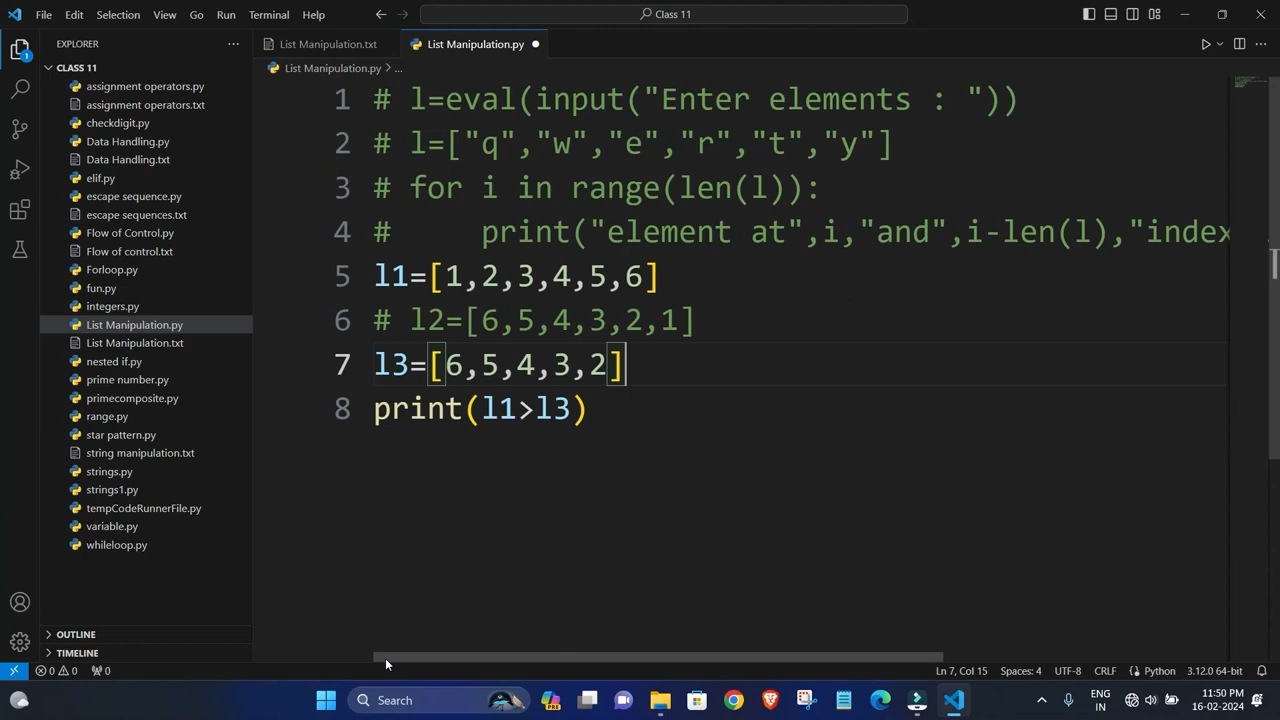 File Edit Selection View Go Run Terminal Help
Class 11
EXPLORER
List Manipulation.txt
List Manipulation.py
CLASS 11
List Manipulation.py > ...
assignment operators.py
assignment operators.txt
checkdigit.py
Data Handling.py
Data Handling.txt
elif.py
escape sequence.py
escape sequences.txt
Flow of Control.py
Flow of control.txt
Forloop.py
fun.py
integers.py
List Manipulation.py
List Manipulation.txt
nested if.py
prime number.py
primecomposite.py
range.py
star pattern.py
string manipulation.txt
strings.py
strings1.py
tempCodeRunnerFile.py
variable.py
whileloop.py
OUTLINE
TIMELINE
1 # l=eval(input("Enter elements : "))
2 # l=["q","w","e","r","t","y"]
3 # for i in range(len(l)):
4 #     print("element at",i,"and",i-len(l),"index
5 l1=[1,2,3,4,5,6]
6 # l2=[6,5,4,3,2,1]
7 l3=[6,5,4,3,2]
8 print(l1>l3)
1
0 0 0
Ln 7, Col 15 Spaces: 4 UTF-8 CRLF Python 3.12.0 64-bit
Search
PRE
ENG
IN
11:50 PM
16-02-2024